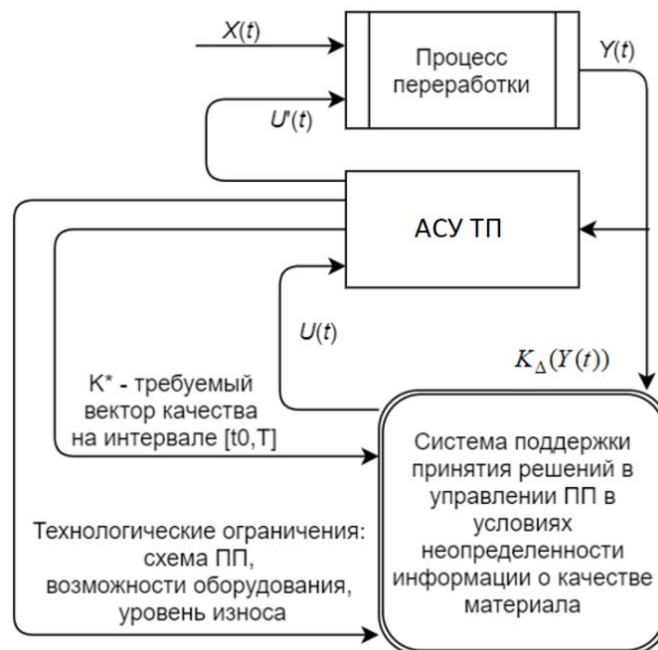 X(t)
Процесс
переработки
Y(t)
U'(t)
АСУ ТП
U(t)
K_Δ(Y(t))
K* - требуемый
вектор качества
на интервале [t0,T]
Система поддержки
принятия решений в
управлении ПП в
условиях
неопределенности
информации о качестве
материала
Технологические ограничения:
схема ПП,
возможности оборудования,
уровень износа